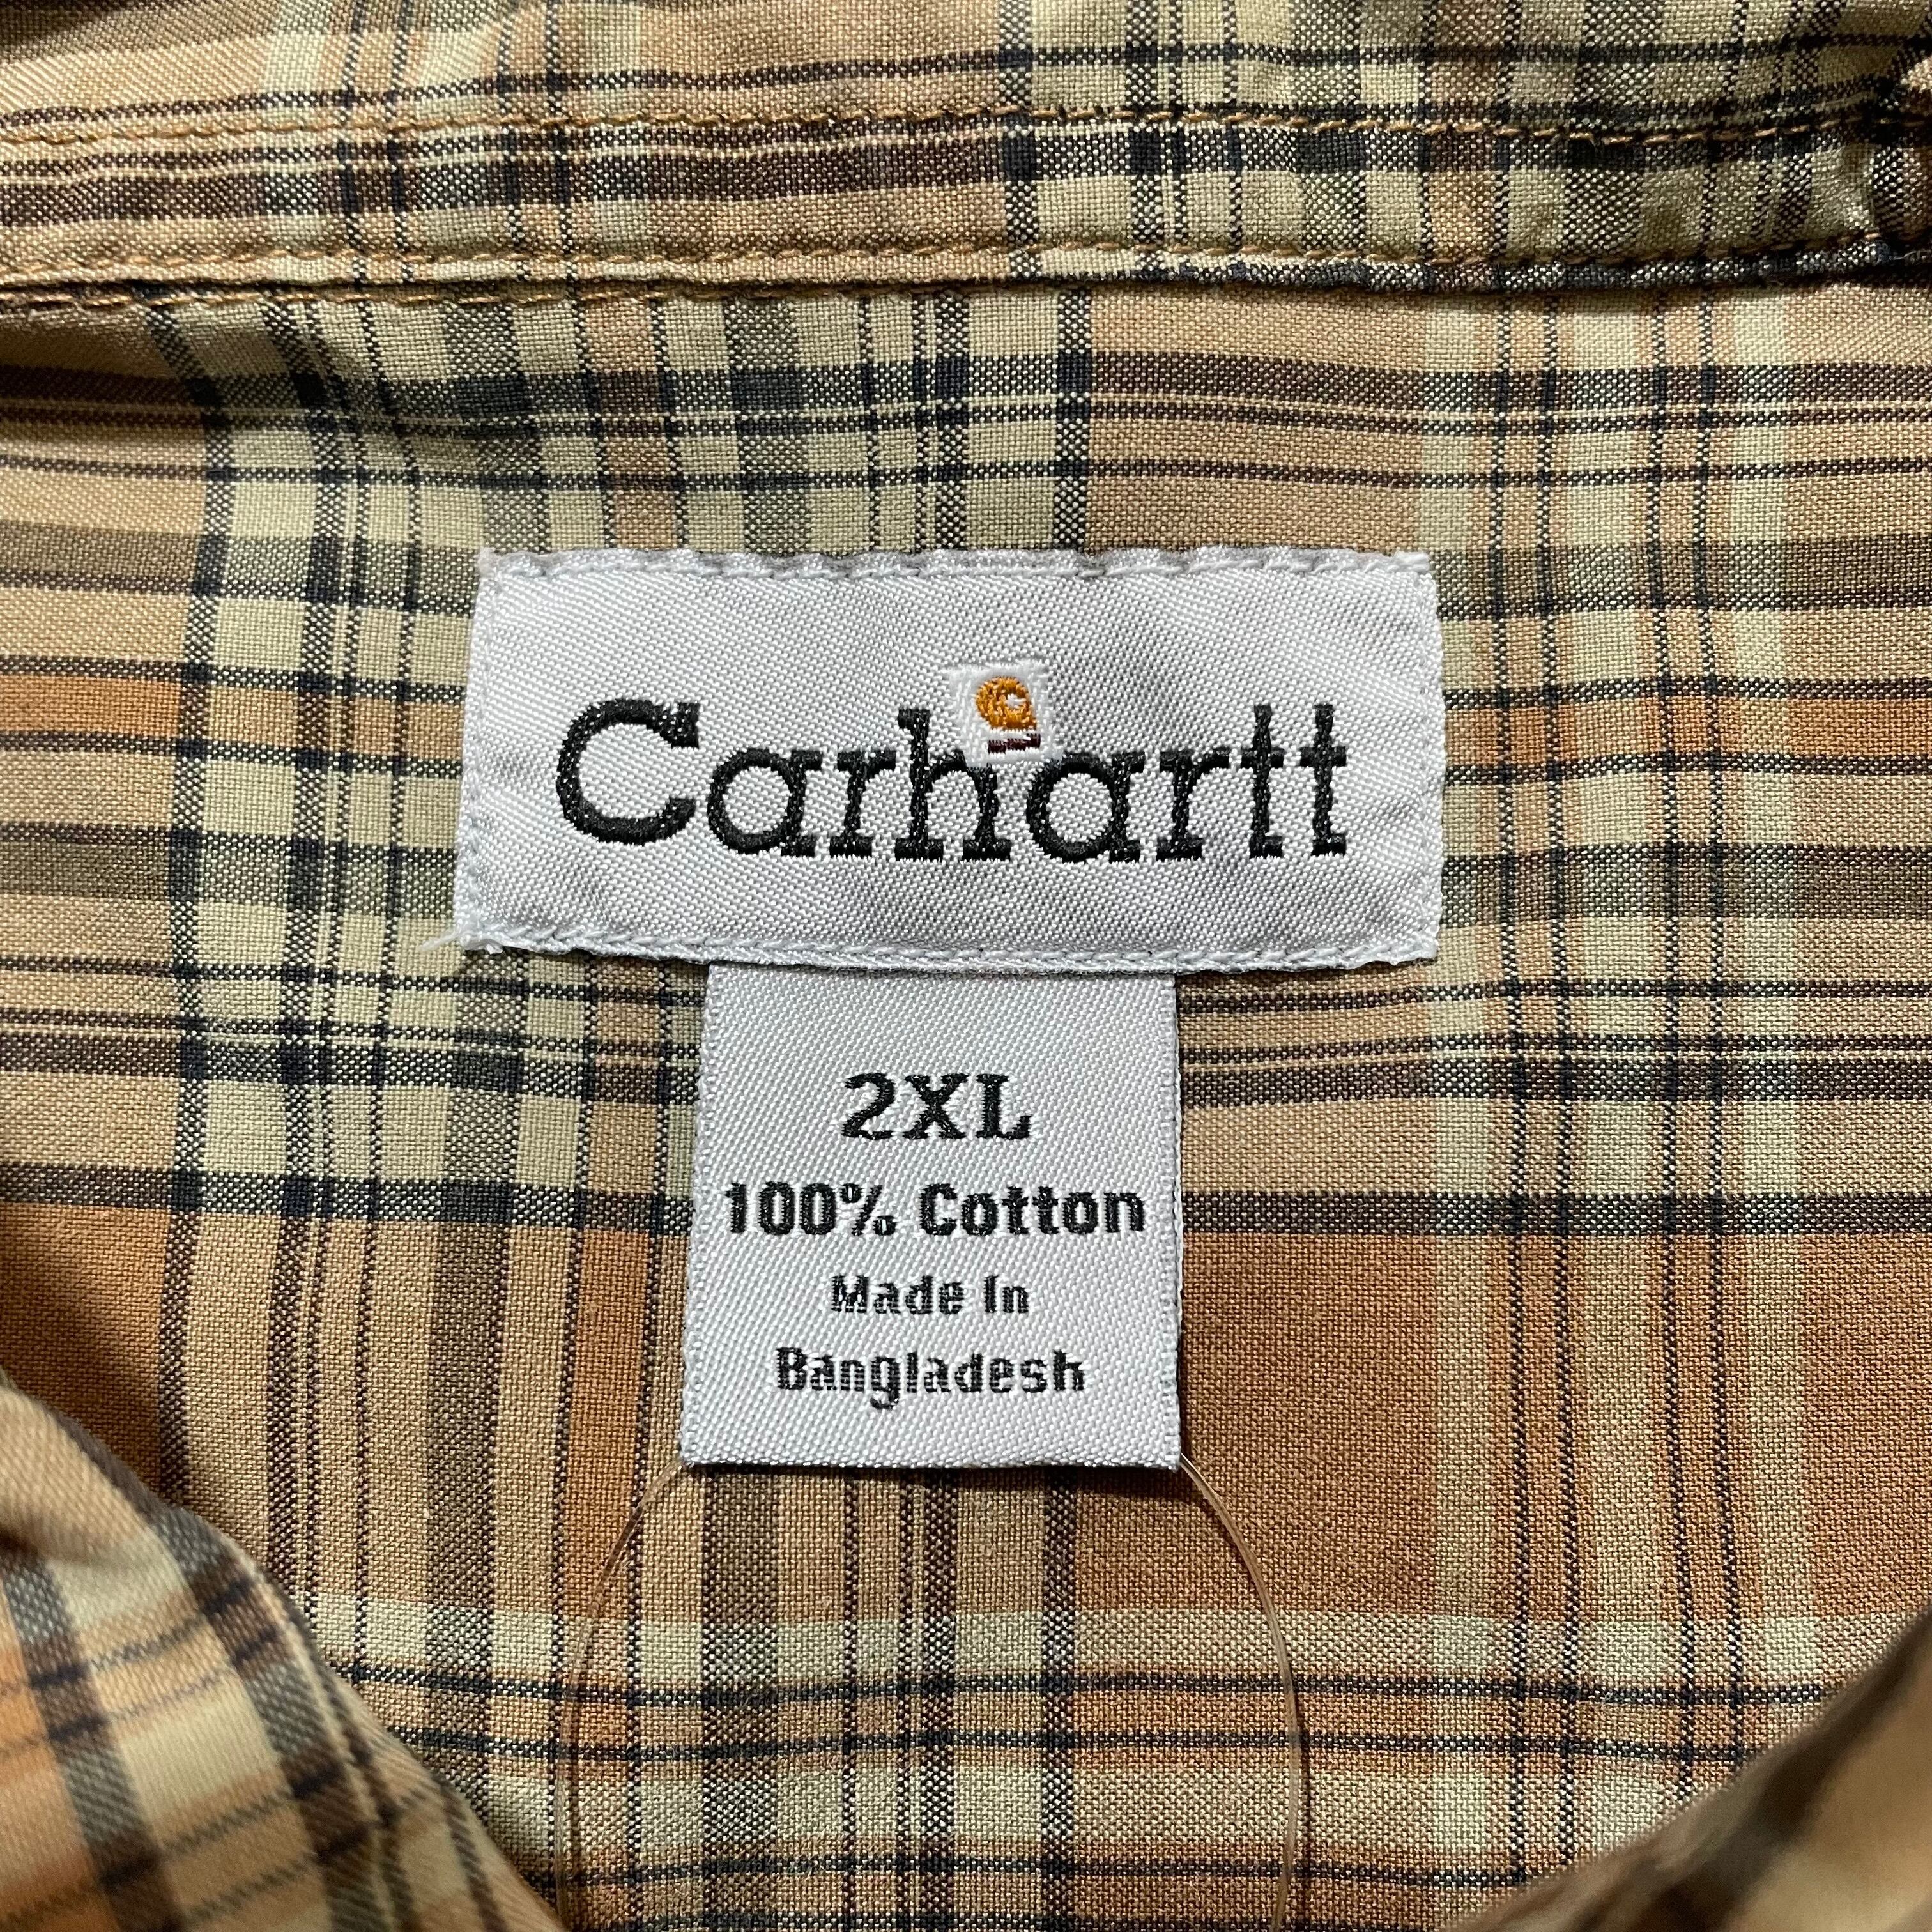 Carhartt
2XL
100% Cotton
Made In
Bangladesh